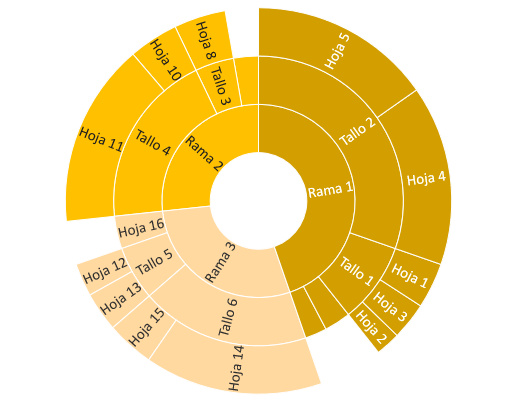 Hoja 5
Hoja 8
Hoja 10
Tallo 3
Tallo 2
Hoja 11
Tallo 4
Rama 2
Rama 1
Hoja 4
Hoja 16
Rama 3
Tallo 1
Hoja 1
Hoja 12
Tallo 5
Hoja 13
Hoja 3
Hoja 15
Tallo 6
Hoja 2
Hoja 14